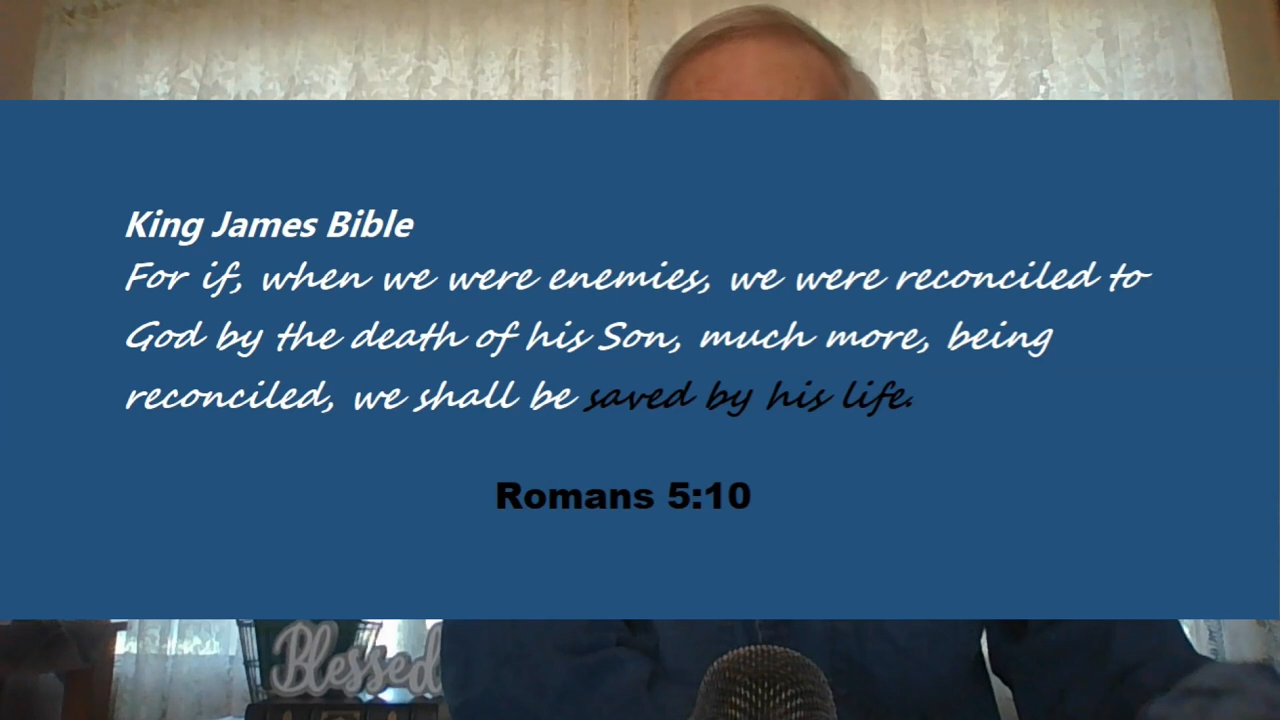 King James Bible
For if, when we were enemies, we were reconciled to
God by the death of his Son, much more, being
reconciled, we shall be saved by his life.
Romans 5:10
Blessed